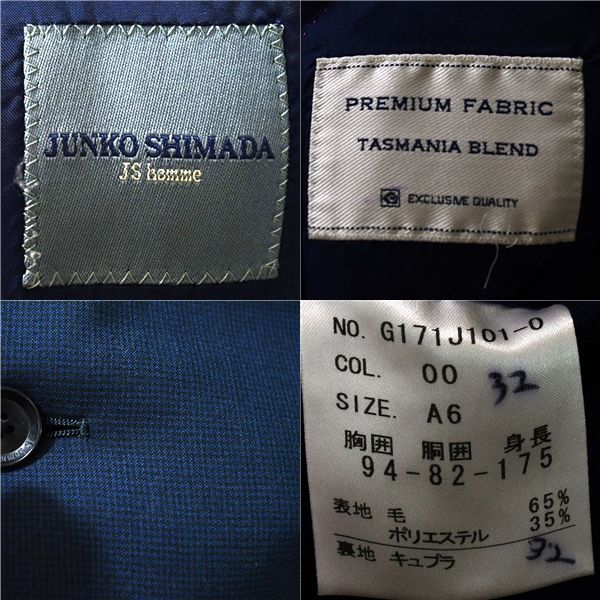 JUNKO SHIMADA
JS homme
PREMIUM FABRIC
TASMANIA BLEND
EXCLUSIVE QUALITY
NO. G171J101-0
COL. 00 32
SIZE. A6
胸囲 胴囲 身長
94-82-175
表地 毛 65%
ポリエステル 35%
裏地 キュプラ